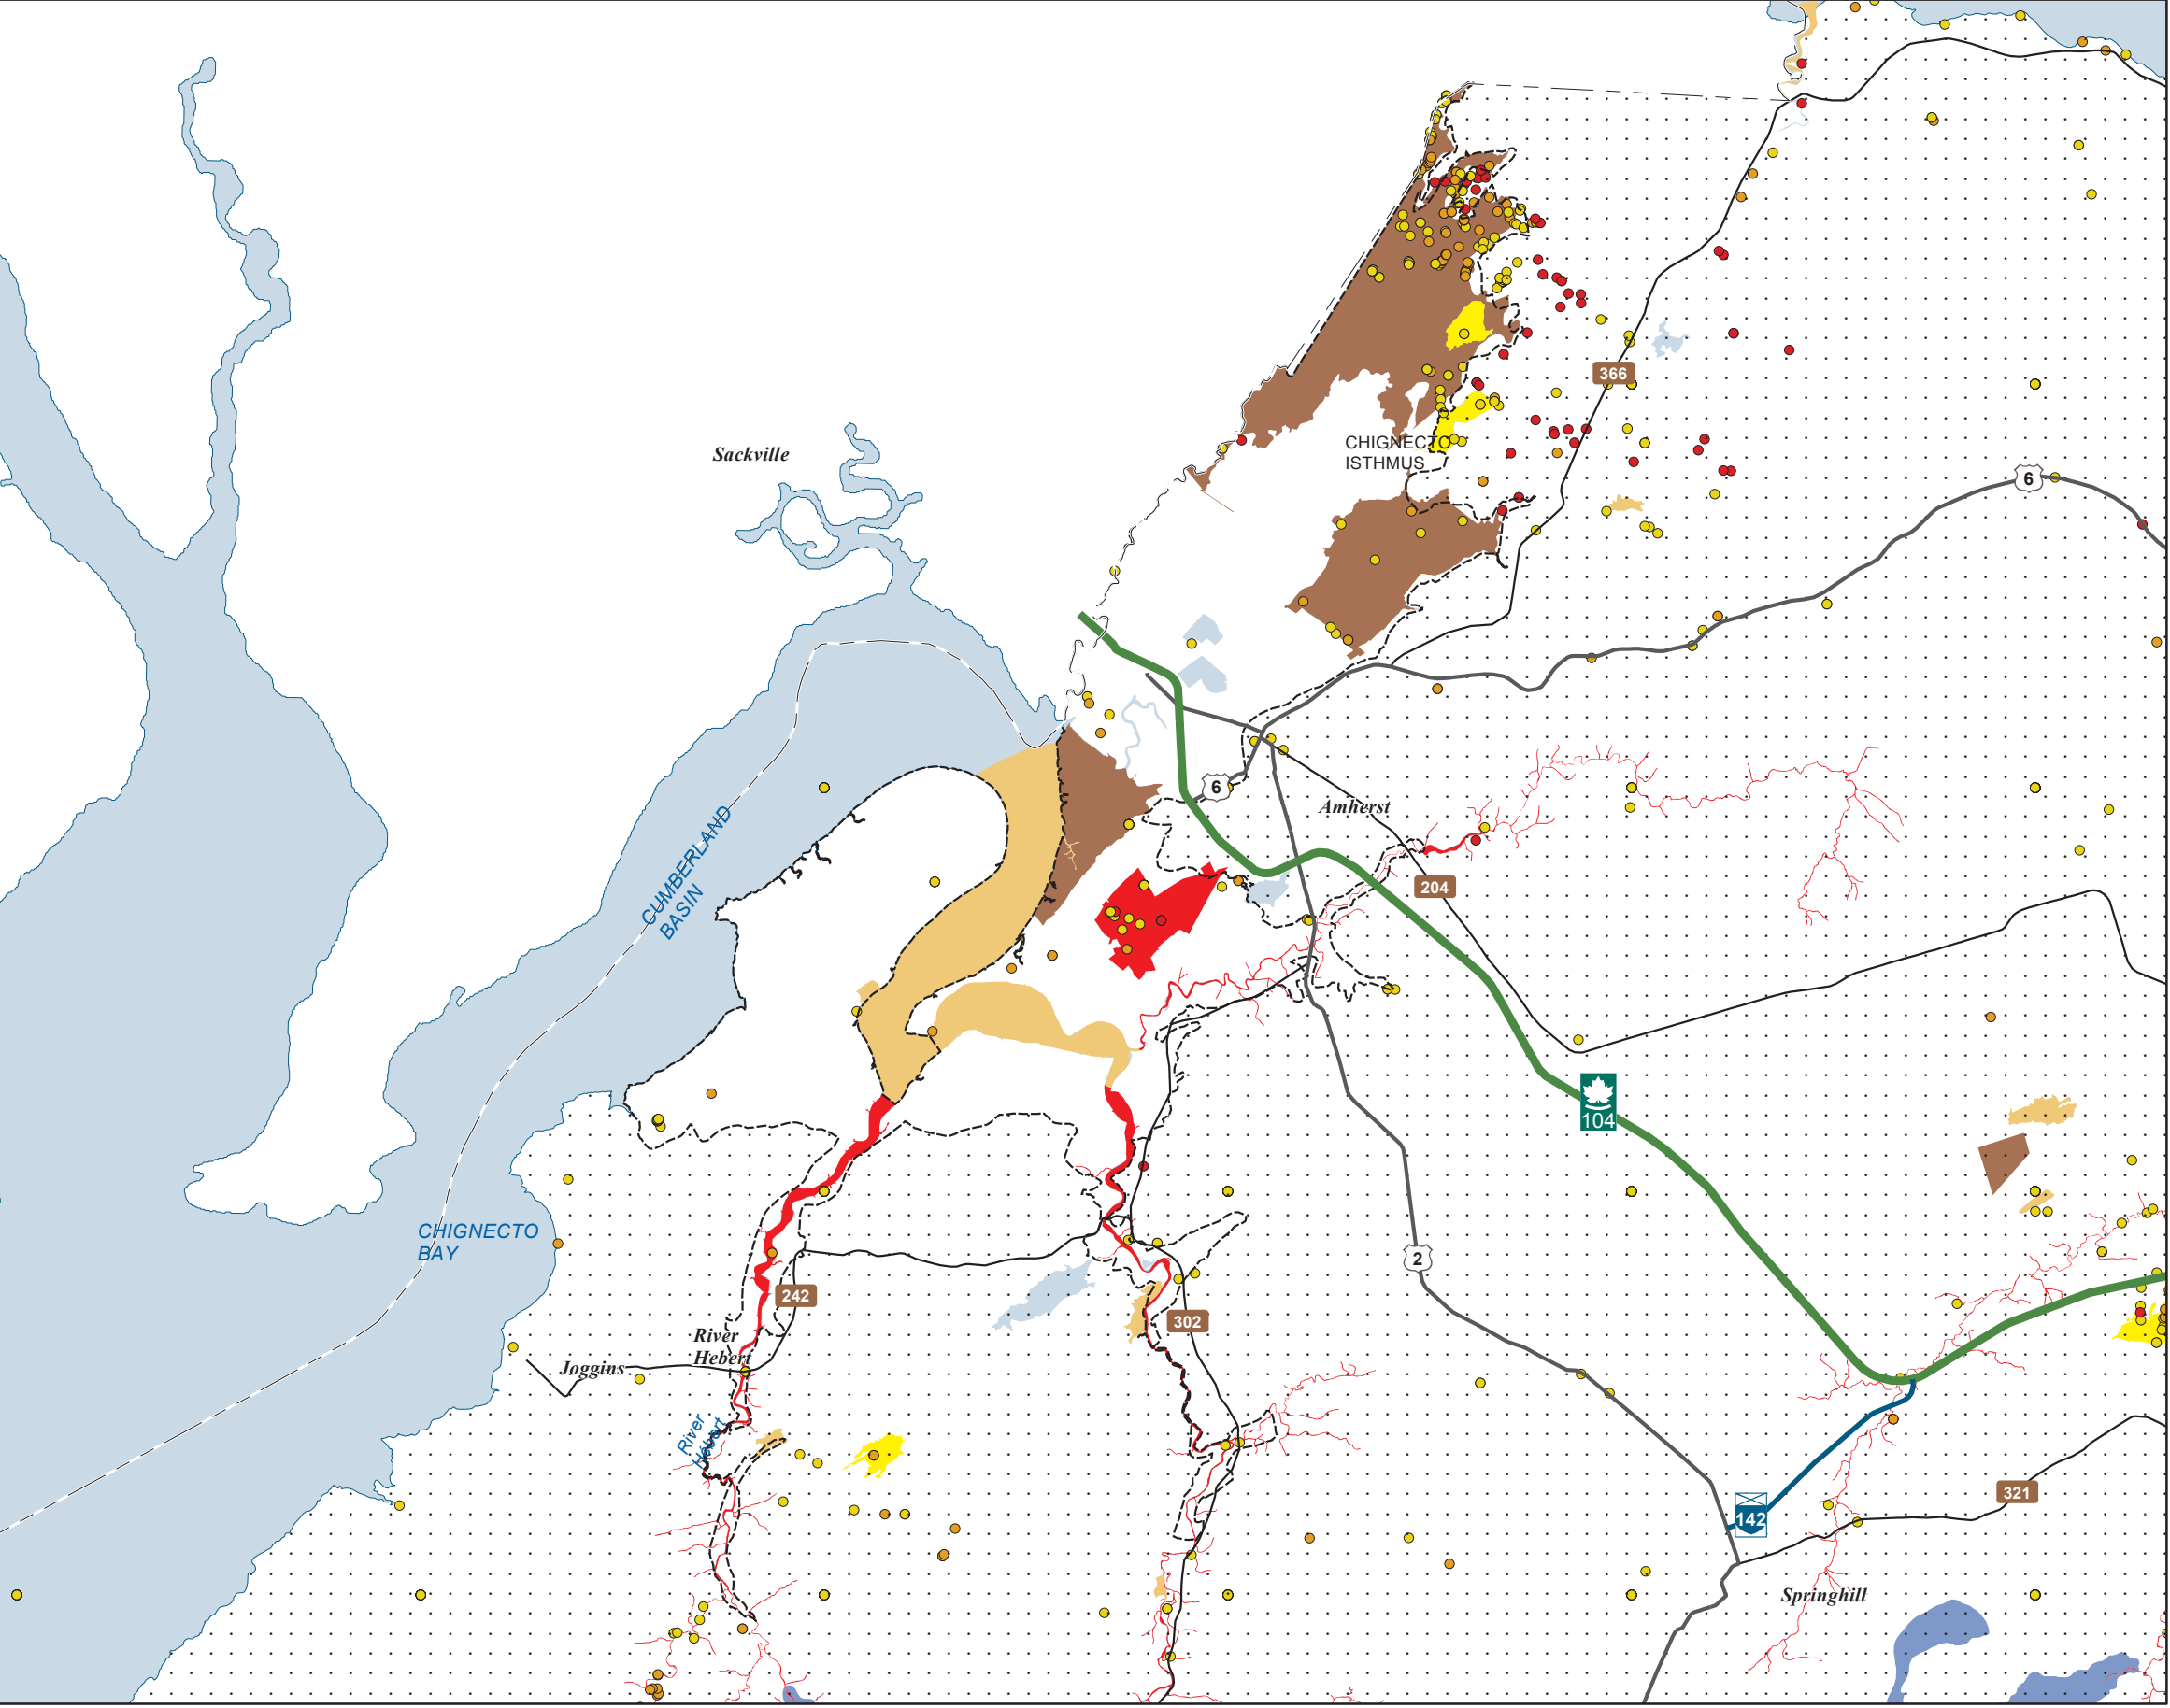 366
Sackville
CHIGNECTO
ISTHMUS
6
6
Amherst
CUMBERLAND
BASIN
204
104
CHIGNECTO
BAY
2
242
302
River
Hebert
Joggins
River
Hébert
321
142
Springhill